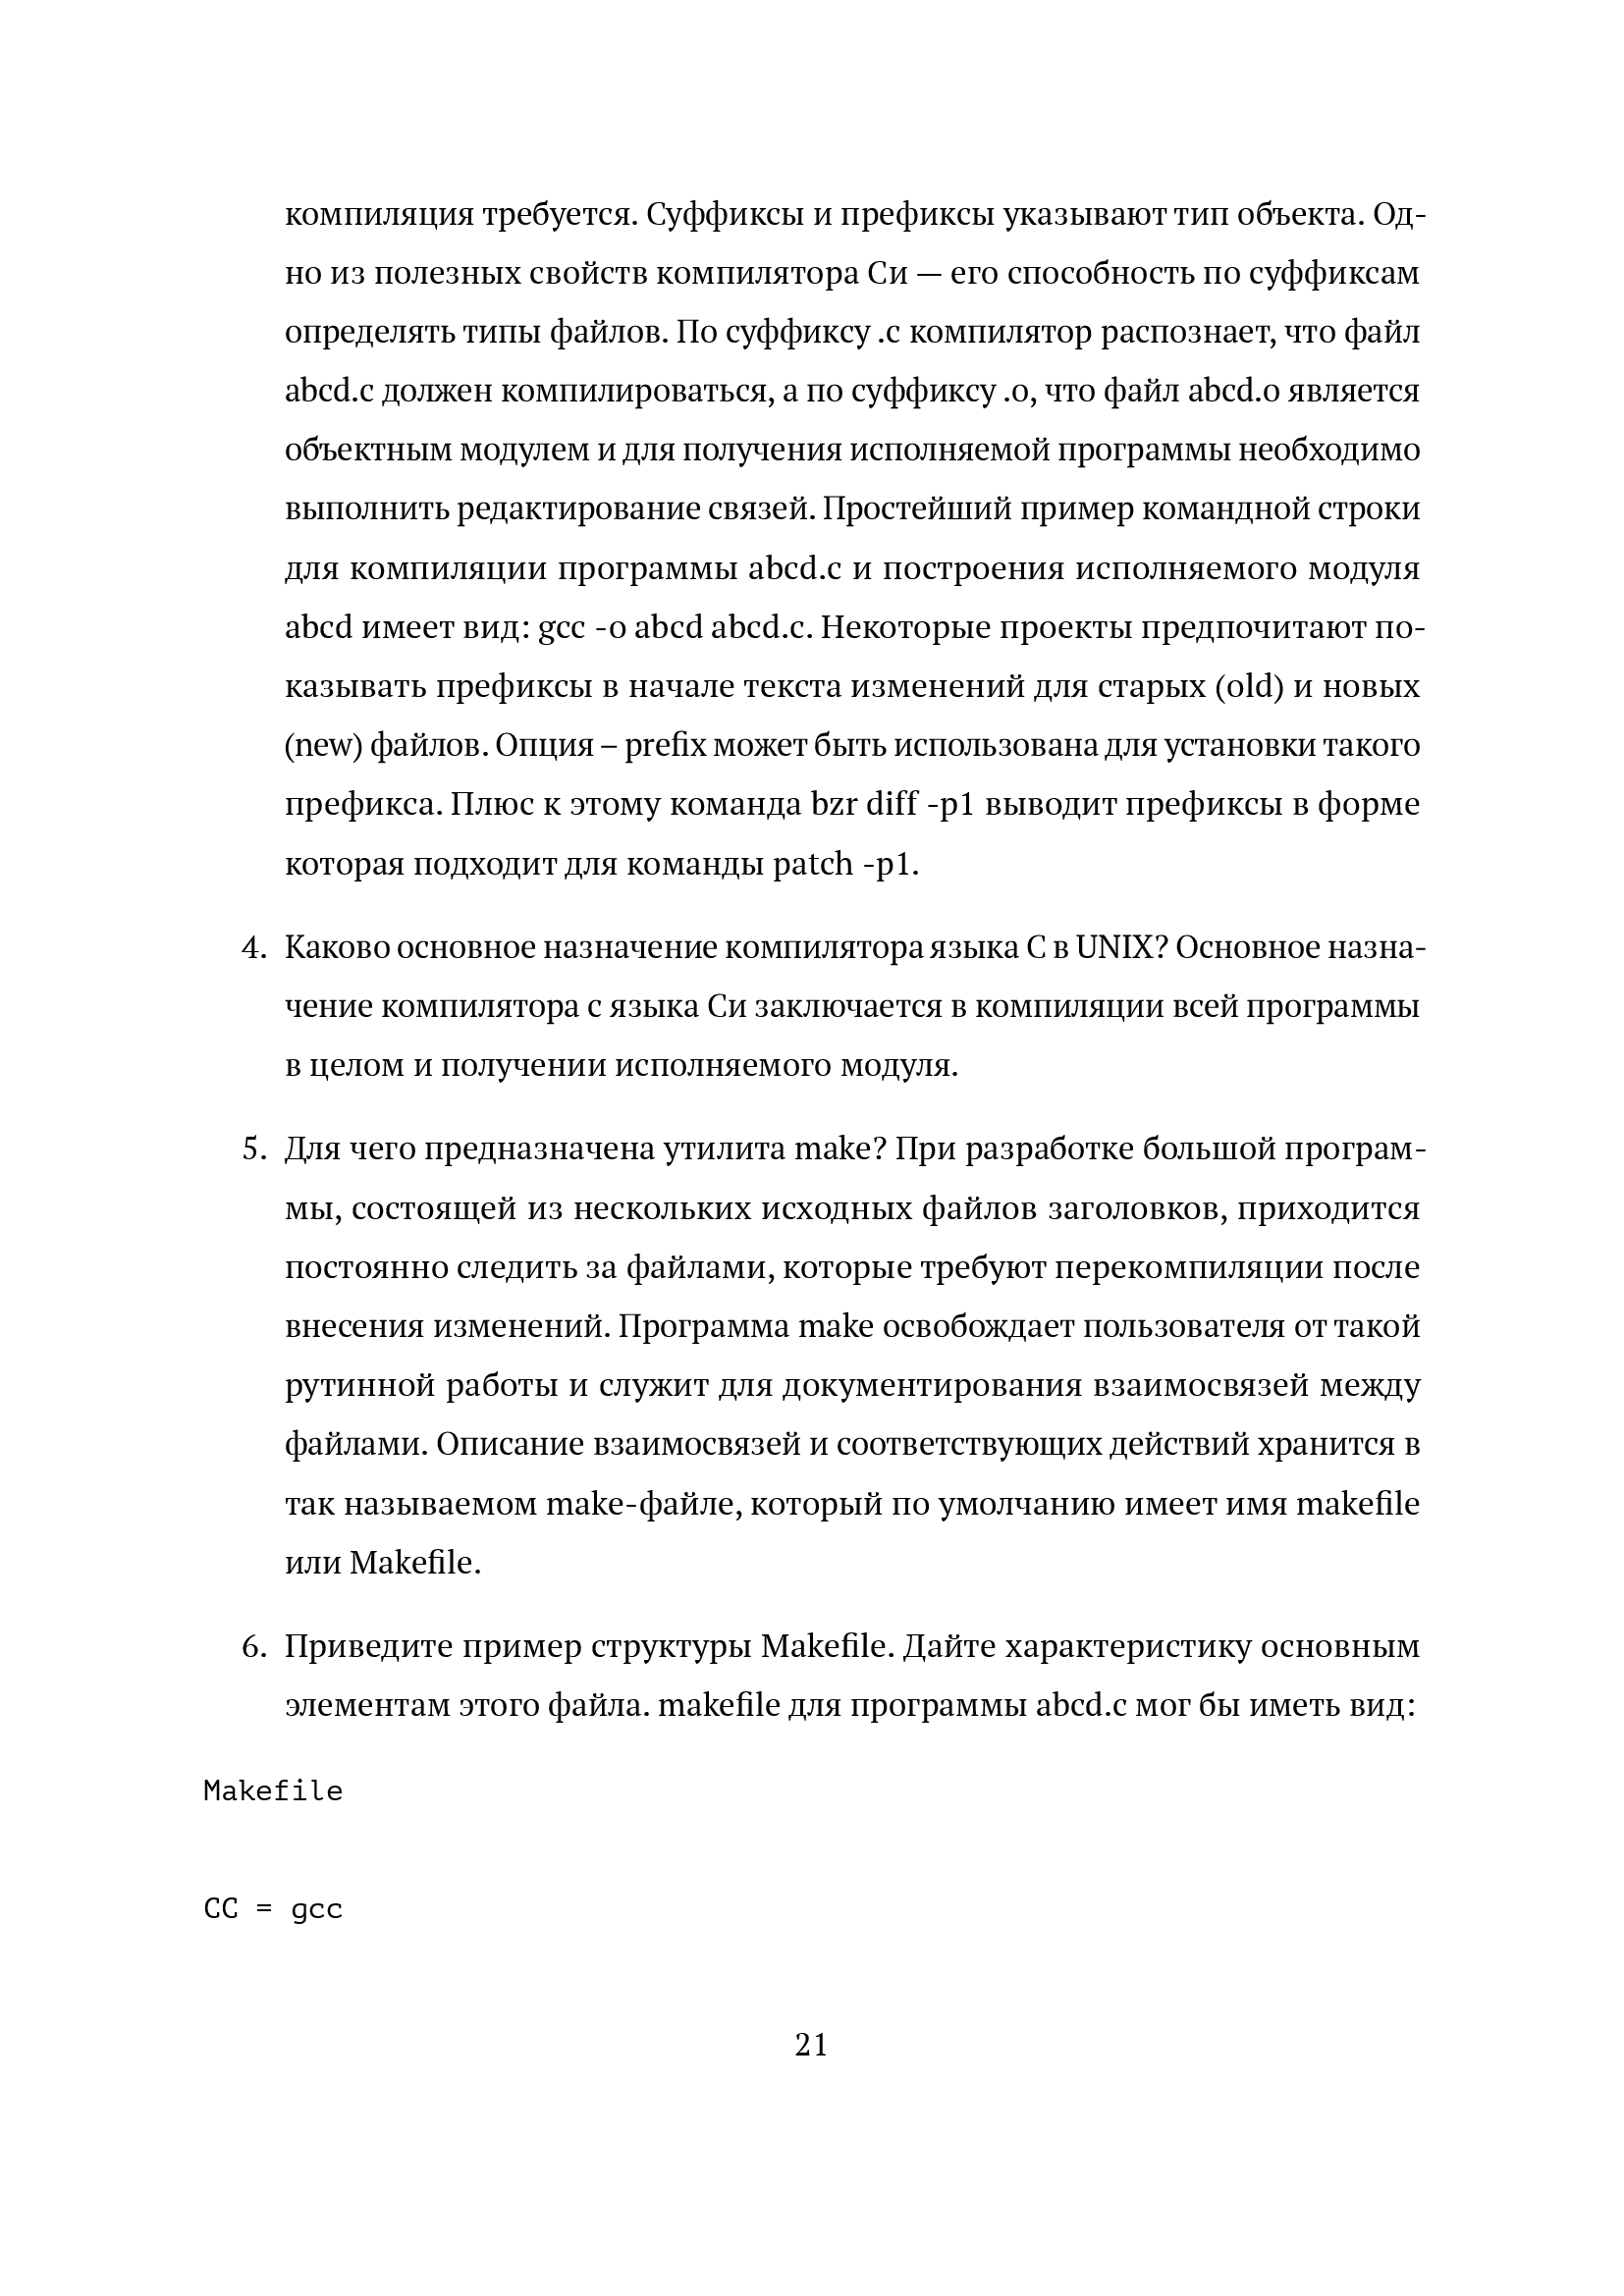 компиляция требуется. Суффиксы и префиксы указывают тип объекта. Од-
но из полезных свойств компилятора Си — его способность по суффиксам
определять типы файлов. По суффиксу .c компилятор распознает, что файл
abcd.c должен компилироваться, а по суффиксу .o, что файл abcd.o является
объектным модулем и для получения исполняемой программы необходимо
выполнить редактирование связей. Простейший пример командной строки
для компиляции программы abcd.c и построения исполняемого модуля
abcd имеет вид: gcc -o abcd abcd.c. Некоторые проекты предпочитают по-
казывать префиксы в начале текста изменений для старых (old) и новых
(new) файлов. Опция – prefix может быть использована для установки такого
префикса. Плюс к этому команда bzr diff -p1 выводит префиксы в форме
которая подходит для команды patch -p1.
4. Каково основное назначение компилятора языка С в UNIX? Основное назна-
чение компилятора с языка Си заключается в компиляции всей программы
в целом и получении исполняемого модуля.
5. Для чего предназначена утилита make? При разработке большой програм-
мы, состоящей из нескольких исходных файлов заголовков, приходится
постоянно следить за файлами, которые требуют перекомпиляции после
внесения изменений. Программа make освобождает пользователя от такой
рутинной работы и служит для документирования взаимосвязей между
файлами. Описание взаимосвязей и соответствующих действий хранится в
так называемом make-файле, который по умолчанию имеет имя makefile
или Makefile.
6. Приведите пример структуры Makefile. Дайте характеристику основным
элементам этого файла. makefile для программы abcd.c мог бы иметь вид:
Makefile
CC = gcc
21